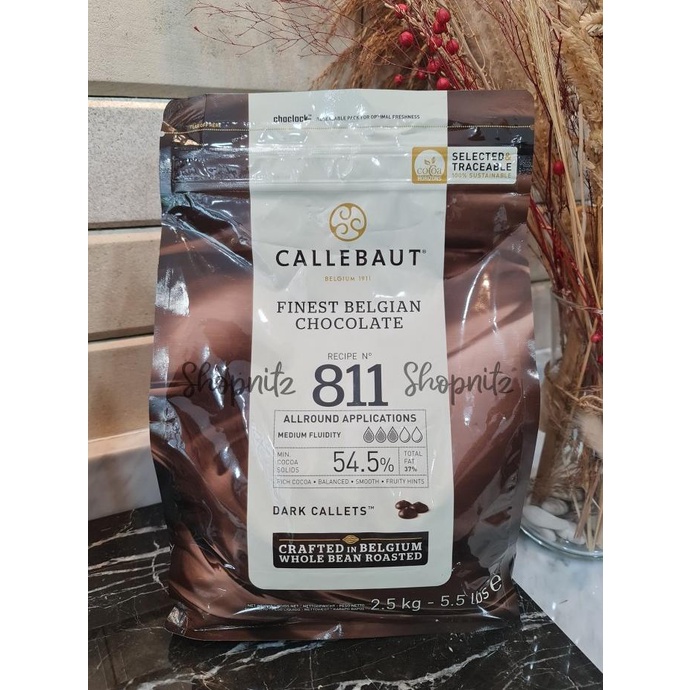 choclock
SELECTED&
TRACEABLE
100% SUSTAINABLE
cocoa
HORIZONS
CALLEBAUT®
BELGIUM 1911
FINEST BELGIAN
CHOCOLATE
RECIPE N°
Shopnitz 811 Shopnitz
ALLROUND APPLICATIONS
MEDIUM FLUIDITY
MIN. COCOA SOLIDS 54.5% TOTAL FAT 37%
RICH COCOA • BALANCED • SMOOTH • FRUITY HINTS
DARK CALLETS™
CRAFTED IN BELGIUM
WHOLE BEAN ROASTED
2.5 kg - 5.5 lbs e